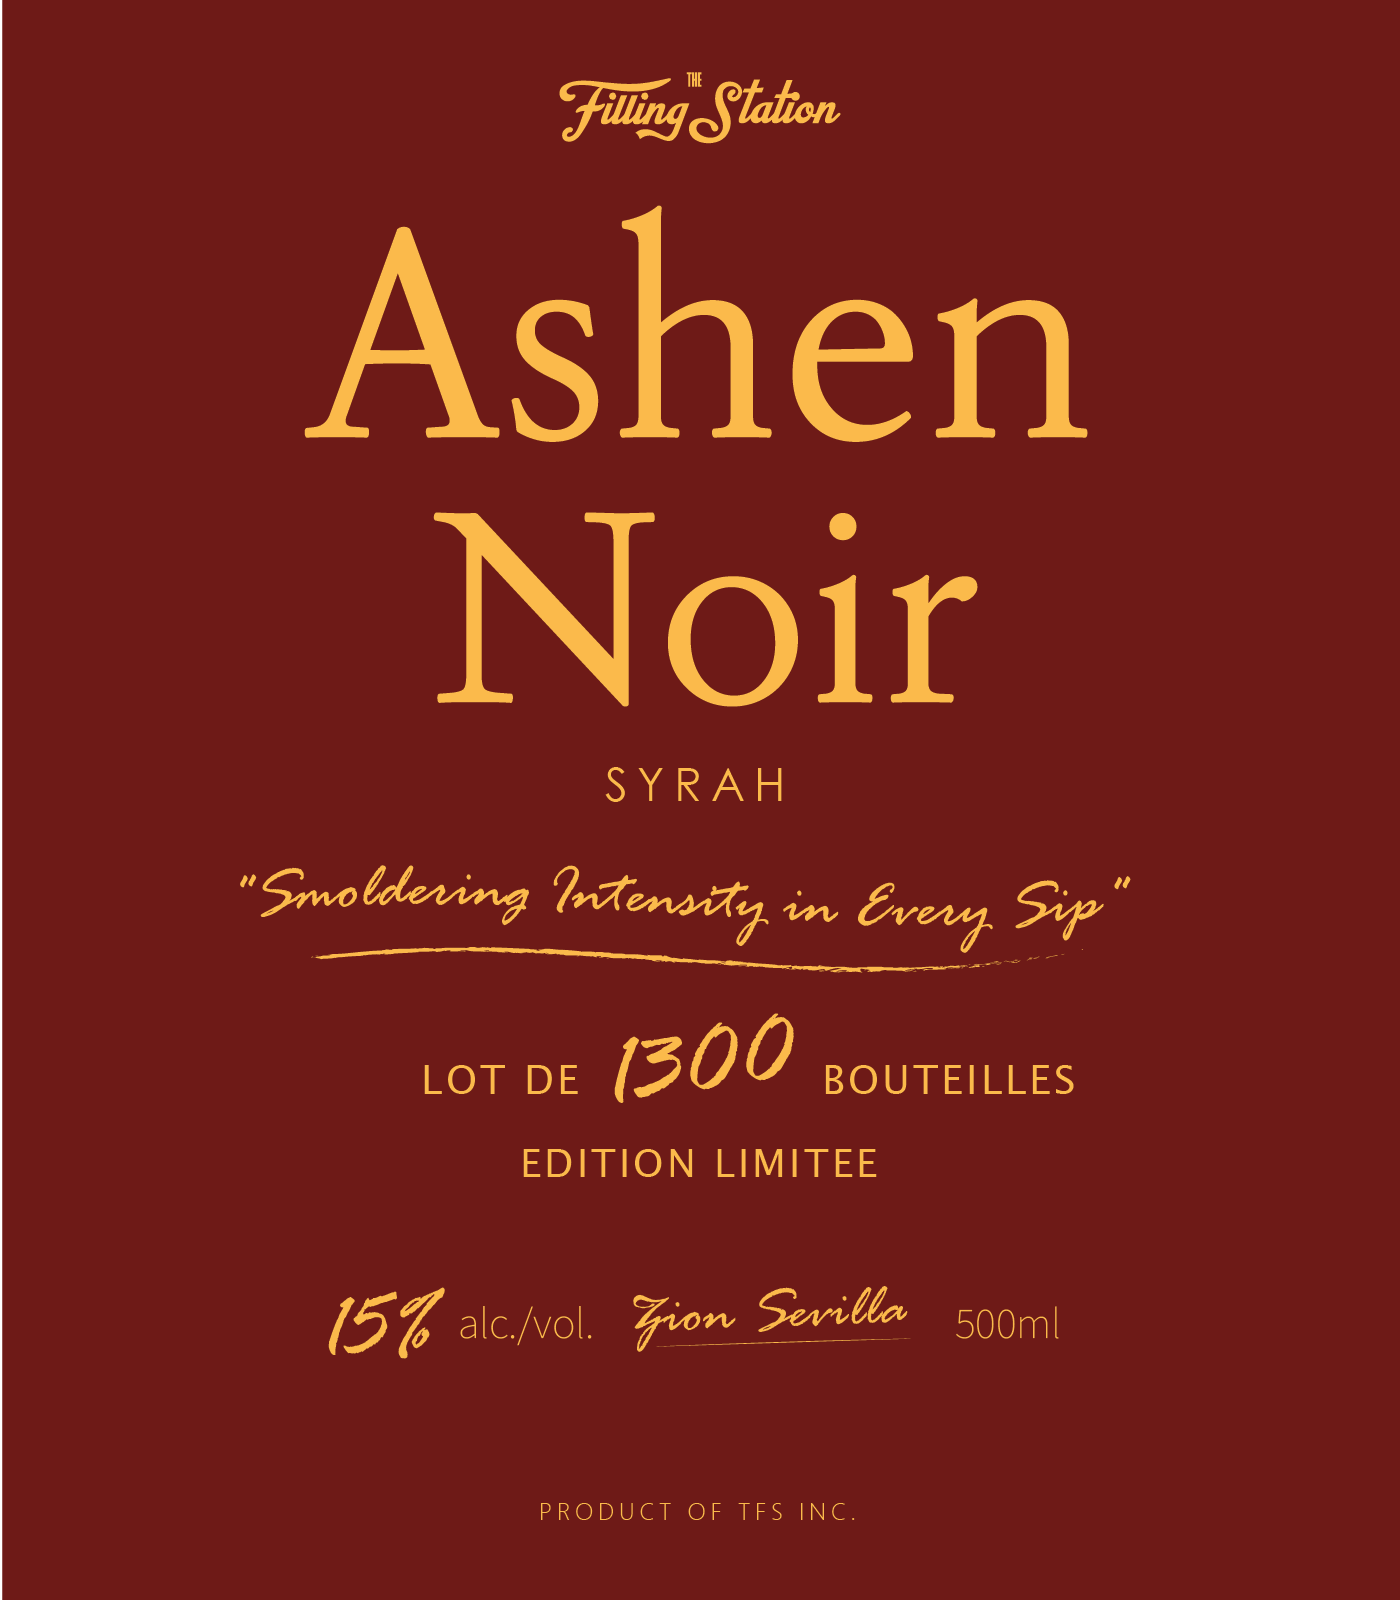 THE
Filling Station
Ashen
Noir
SYRAH
"Smoldering Intensity in Every Sip"
LOT DE 1300 BOUTEILLES
EDITION LIMITEE
15% alc./vol. Zion Sevilla 500ml
PRODUCT OF TFS INC.